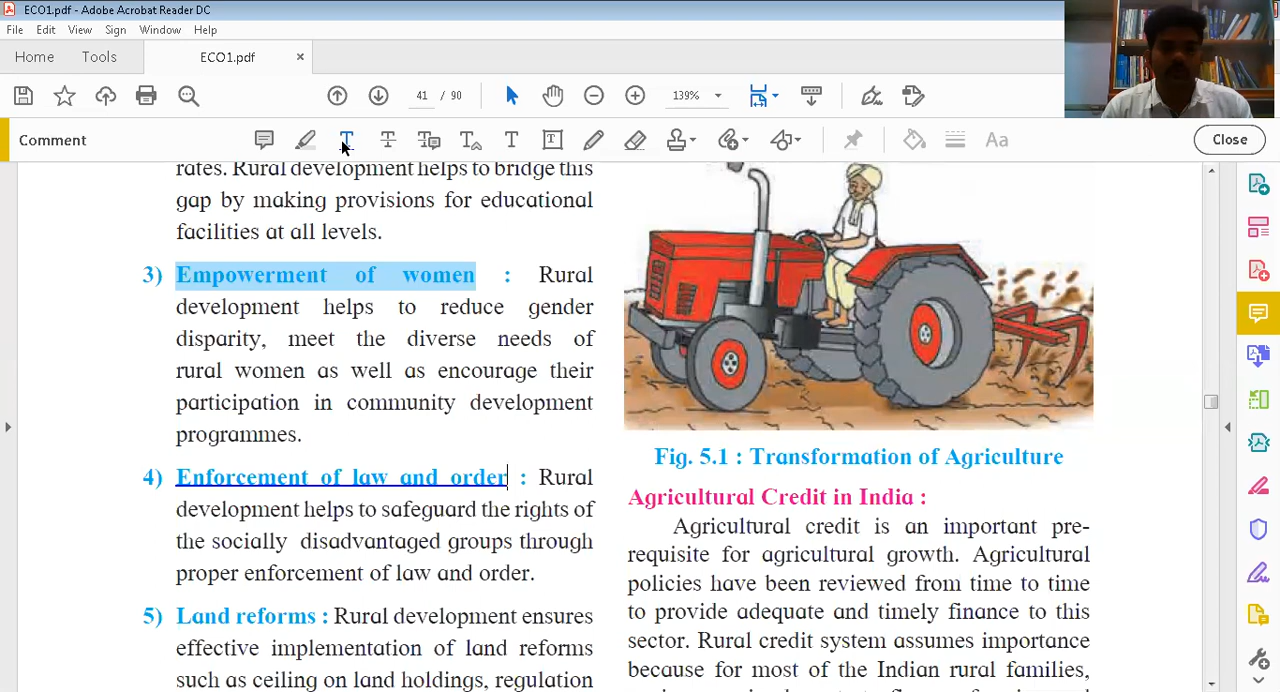 ECO1.pdf - Adobe Acrobat Reader DC
File Edit View Sign Window Help
Home Tools ECO1.pdf ×
41 / 90 139%
Comment Close
rates. Rural development helps to bridge this
gap by making provisions for educational
facilities at all levels.
3) Empowerment of women : Rural
development helps to reduce gender
disparity, meet the diverse needs of
rural women as well as encourage their
participation in community development
programmes.
4) Enforcement of law and order : Rural
development helps to safeguard the rights of
the socially disadvantaged groups through
proper enforcement of law and order.
5) Land reforms : Rural development ensures
effective implementation of land reforms
such as ceiling on land holdings, regulation
Fig. 5.1 : Transformation of Agriculture
Agricultural Credit in India :
Agricultural credit is an important pre-
requisite for agricultural growth. Agricultural
policies have been reviewed from time to time
to provide adequate and timely finance to this
sector. Rural credit system assumes importance
because for most of the Indian rural families,